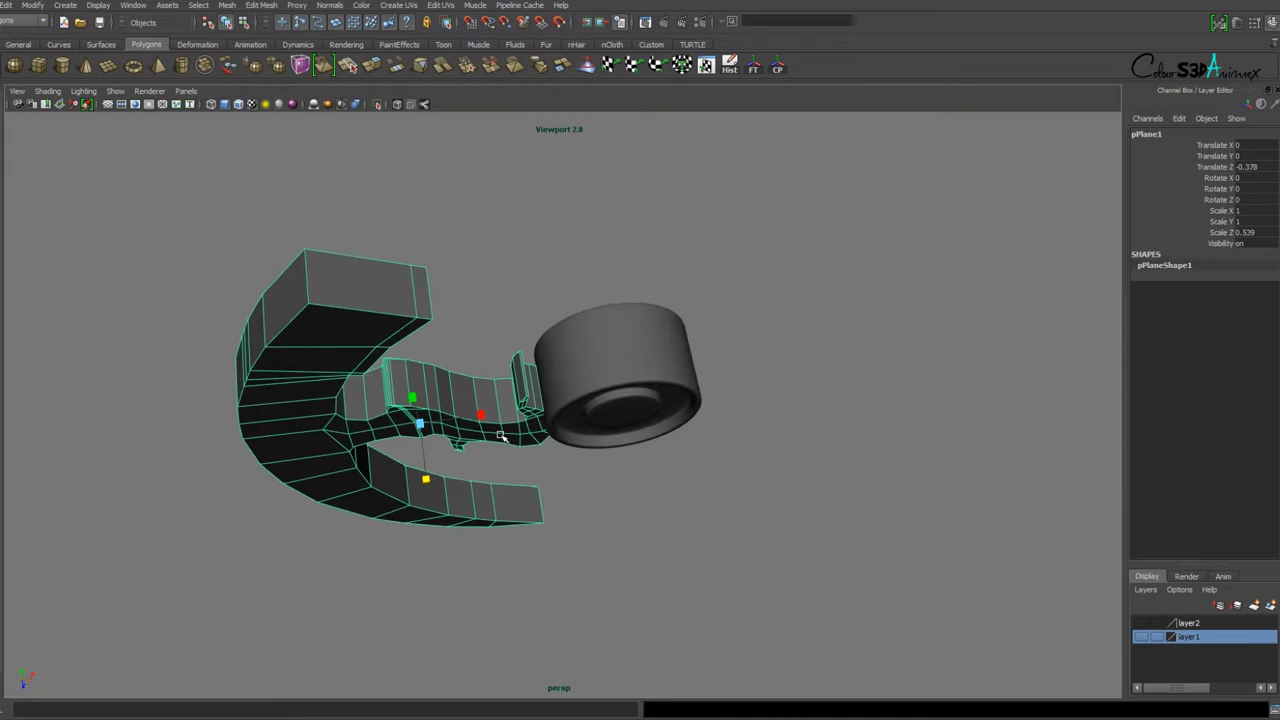 Edit Modify Create Display Window Assets Select Mesh Edit Mesh Proxy Normals Color Create UVs Edit UVs Muscle Pipeline Cache Help
Objects
General Curves Surfaces Polygons Deformation Animation Dynamics Rendering PaintEffects Toon Muscle Fluids Fur nHair nCloth Custom TURTLE
Hist FT CP
View Shading Lighting Show Renderer Panels
Channel Box / Layer Editor
Channels Edit Object Show
Viewport 2.0
pPlane1
Translate X 0
Translate Y 0
Translate Z -0.378
Rotate X 0
Rotate Y 0
Rotate Z 0
Scale X 1
Scale Y 1
Scale Z 0.539
Visibility on
SHAPES
pPlaneShape1
Display Render Anim
Layers Options Help
layer2
layer1
persp